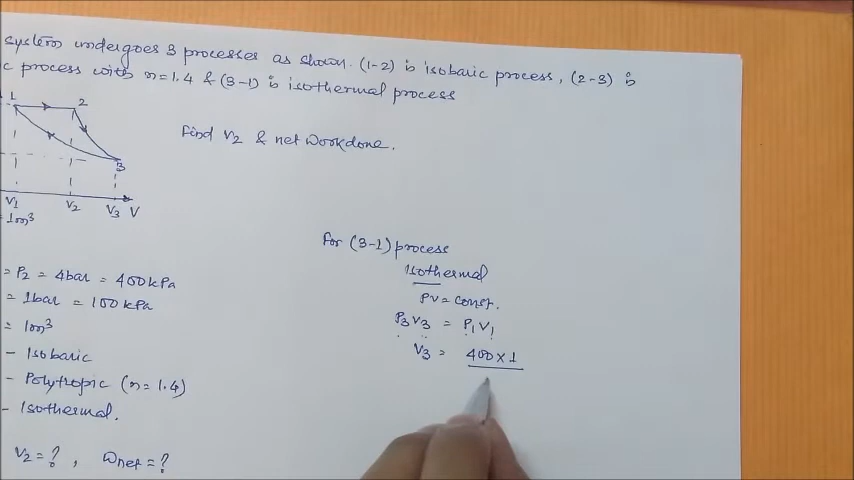 system undergoes 3 processes as shown. (1-2) is isobaric process, (2-3) is
c process with n=1.4 & (3-1) is isothermal process
1 2
3
V1 V2 V3 V
= 1m³
Find V2 & net workdone.
For (3-1) process
Isothermal
PV = const.
P3V3 = P1V1
V3 = 400×1
= P2 = 4bar = 400kPa
= 1bar = 100kPa
= 1m³
- Isobaric
- Polytropic (n=1.4)
- Isothermal.
V2 = ? , Wnet = ?